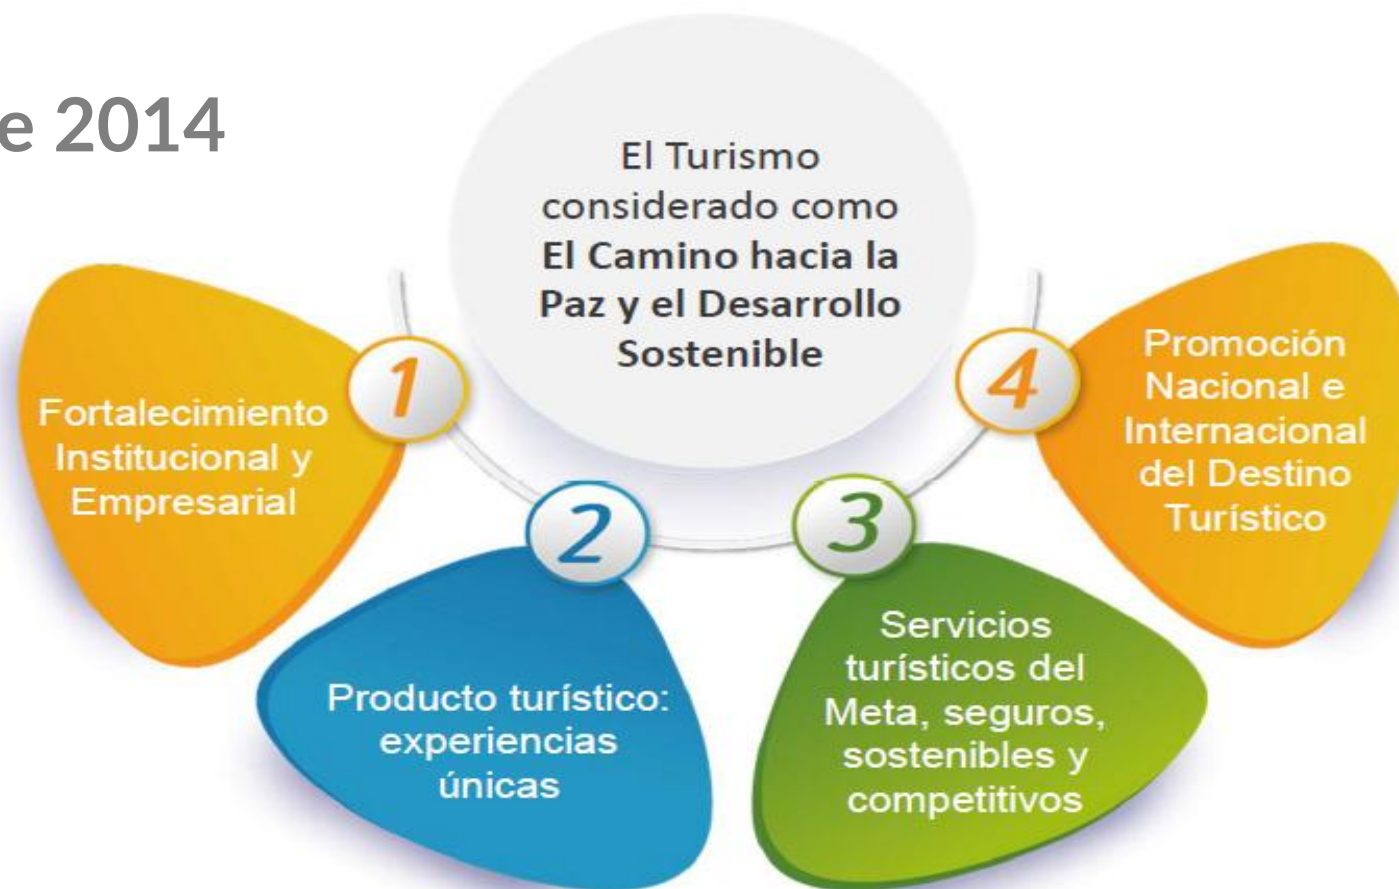 e 2014
El Turismo
considerado como
El Camino hacia la
Paz y el Desarrollo
Sostenible
1
Fortalecimiento
Institucional y
Empresarial
2
Producto turístico:
experiencias
únicas
3
Servicios
turísticos del
Meta, seguros,
sostenibles y
competitivos
4
Promoción
Nacional e
Internacional
del Destino
Turístico